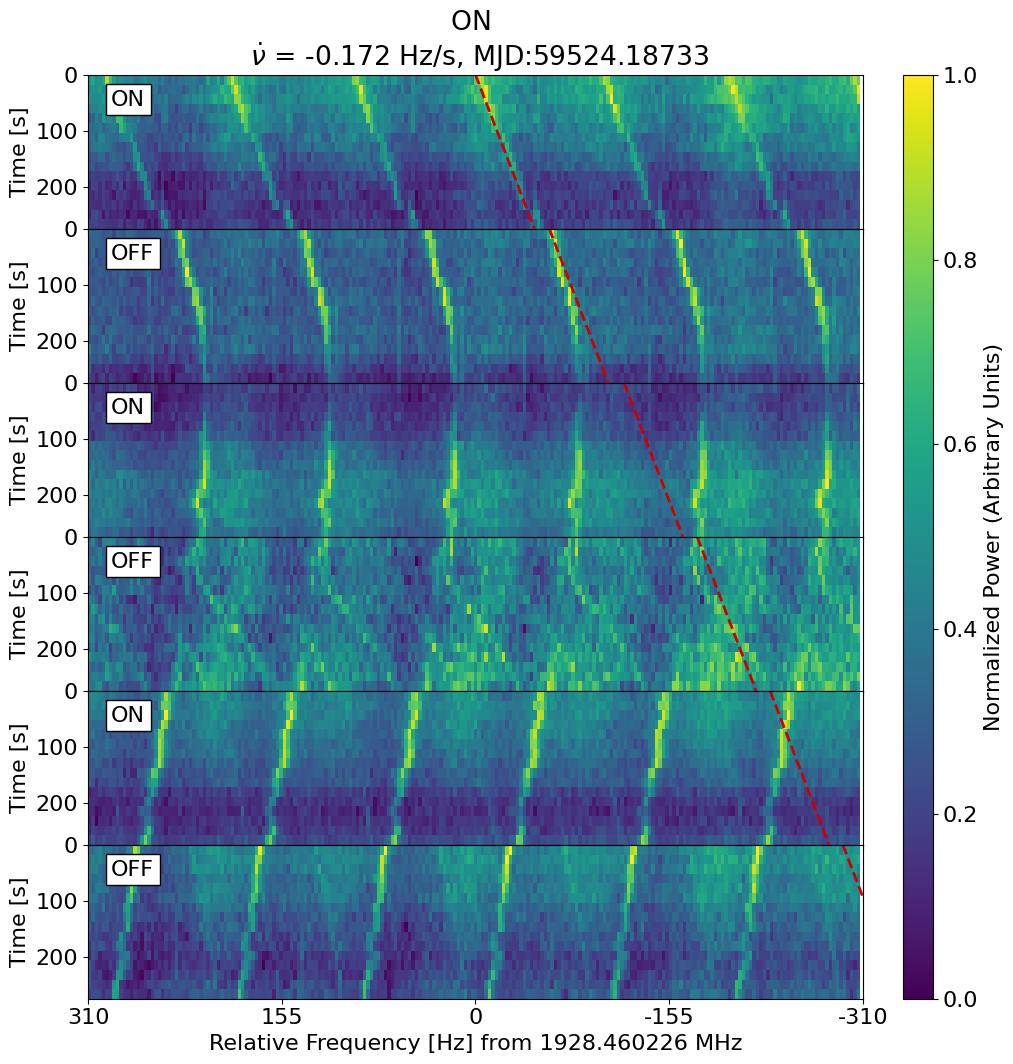 ON
ν̇ = -0.172 Hz/s, MJD:59524.18733
0
ON
100
200
Time [s]
0
OFF
100
200
Time [s]
0
ON
100
200
Time [s]
0
OFF
100
200
Time [s]
0
ON
100
200
Time [s]
0
OFF
100
200
Time [s]
310 155 0 -155 -310
Relative Frequency [Hz] from 1928.460226 MHz
1.0
0.8
0.6
0.4
0.2
0.0
Normalized Power (Arbitrary Units)